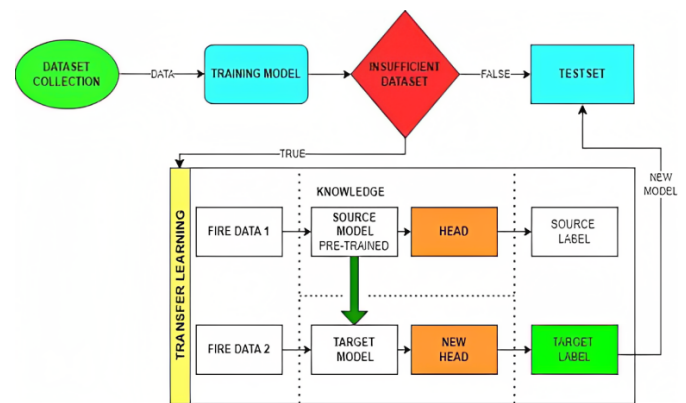 DATASET
COLLECTION
DATA
TRAINING MODEL
INSUFFICIENT
DATASET
FALSE
TESTSET
TRUE
NEW
MODEL
TRANSFER LEARNING
KNOWLEDGE
FIRE DATA 1
SOURCE
MODEL
PRE-TRAINED
HEAD
SOURCE
LABEL
FIRE DATA 2
TARGET
MODEL
NEW
HEAD
TARGET
LABEL